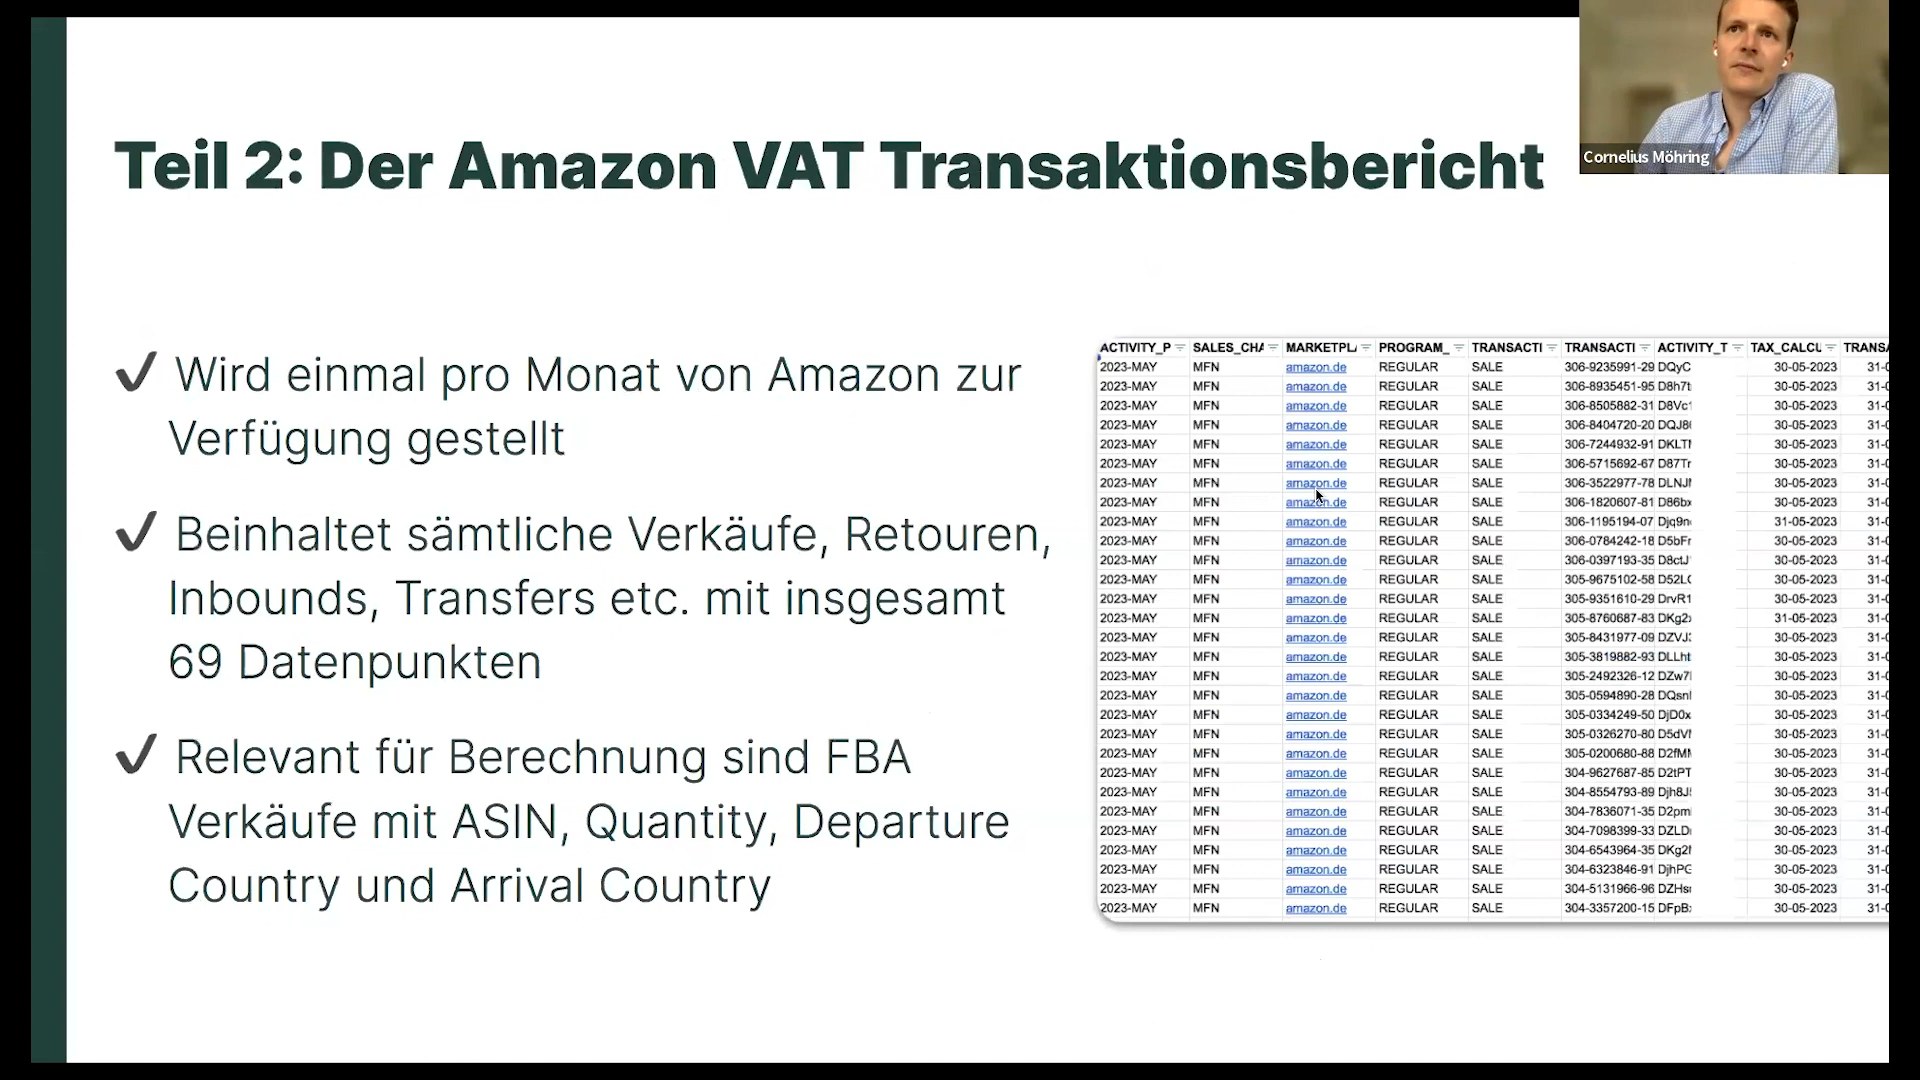 Teil 2: Der Amazon VAT Transaktionsbericht
Cornelius Möhring
✔ Wird einmal pro Monat von Amazon zur
Verfügung gestellt
✔ Beinhaltet sämtliche Verkäufe, Retouren,
Inbounds, Transfers etc. mit insgesamt
69 Datenpunkten
✔ Relevant für Berechnung sind FBA
Verkäufe mit ASIN, Quantity, Departure
Country und Arrival Country
ACTIVITY_P SALES_CHA MARKETPL PROGRAM_ TRANSACTI TRANSACTI ACTIVITY_T TAX_CALCU TRANSA
2023-MAY MFN amazon.de REGULAR SALE 306-9235991-29 DQyC 30-05-2023 31-0
2023-MAY MFN amazon.de REGULAR SALE 306-8935451-95 D8h7t 30-05-2023 31-0
2023-MAY MFN amazon.de REGULAR SALE 306-8505882-31 D8Vc 30-05-2023 31-0
2023-MAY MFN amazon.de REGULAR SALE 306-8404720-20 DQJ8 30-05-2023 31-0
2023-MAY MFN amazon.de REGULAR SALE 306-7244932-91 DKLT 30-05-2023 31-0
2023-MAY MFN amazon.de REGULAR SALE 306-5715692-67 D87Tr 30-05-2023 31-0
2023-MAY MFN amazon.de REGULAR SALE 306-3522977-78 DLNJ 30-05-2023 31-0
2023-MAY MFN amazon.de REGULAR SALE 306-1820607-81 D86bx 30-05-2023 31-0
2023-MAY MFN amazon.de REGULAR SALE 306-1195194-07 Djq9n 31-05-2023 31-0
2023-MAY MFN amazon.de REGULAR SALE 306-0784242-18 D5bFr 30-05-2023 31-0
2023-MAY MFN amazon.de REGULAR SALE 306-0397193-35 D8ctJ 30-05-2023 31-0
2023-MAY MFN amazon.de REGULAR SALE 305-9675102-58 D52L 30-05-2023 31-0
2023-MAY MFN amazon.de REGULAR SALE 305-9351610-29 DrvR1 30-05-2023 31-0
2023-MAY MFN amazon.de REGULAR SALE 305-8760687-83 DKg2 31-05-2023 31-0
2023-MAY MFN amazon.de REGULAR SALE 305-8431977-09 DZVJ 30-05-2023 31-0
2023-MAY MFN amazon.de REGULAR SALE 305-3819882-93 DLLht 30-05-2023 31-0
2023-MAY MFN amazon.de REGULAR SALE 305-2492326-12 DZw7 30-05-2023 31-0
2023-MAY MFN amazon.de REGULAR SALE 305-0594890-28 DQsn 30-05-2023 31-0
2023-MAY MFN amazon.de REGULAR SALE 305-0334249-50 DjD0x 30-05-2023 31-0
2023-MAY MFN amazon.de REGULAR SALE 305-0326270-80 D5dV 30-05-2023 31-0
2023-MAY MFN amazon.de REGULAR SALE 305-0200680-88 D2fM 30-05-2023 31-0
2023-MAY MFN amazon.de REGULAR SALE 304-9627687-85 D2tPT 30-05-2023 31-0
2023-MAY MFN amazon.de REGULAR SALE 304-8554793-89 Djh8J 30-05-2023 31-0
2023-MAY MFN amazon.de REGULAR SALE 304-7836071-35 D2pm 30-05-2023 31-0
2023-MAY MFN amazon.de REGULAR SALE 304-7098399-33 DZLD 30-05-2023 31-0
2023-MAY MFN amazon.de REGULAR SALE 304-6543964-35 DKg2 30-05-2023 31-0
2023-MAY MFN amazon.de REGULAR SALE 304-6323846-91 DjhPG 30-05-2023 31-0
2023-MAY MFN amazon.de REGULAR SALE 304-5131966-96 DZHs 30-05-2023 31-0
2023-MAY MFN amazon.de REGULAR SALE 304-3357200-15 DFpB 30-05-2023 31-0